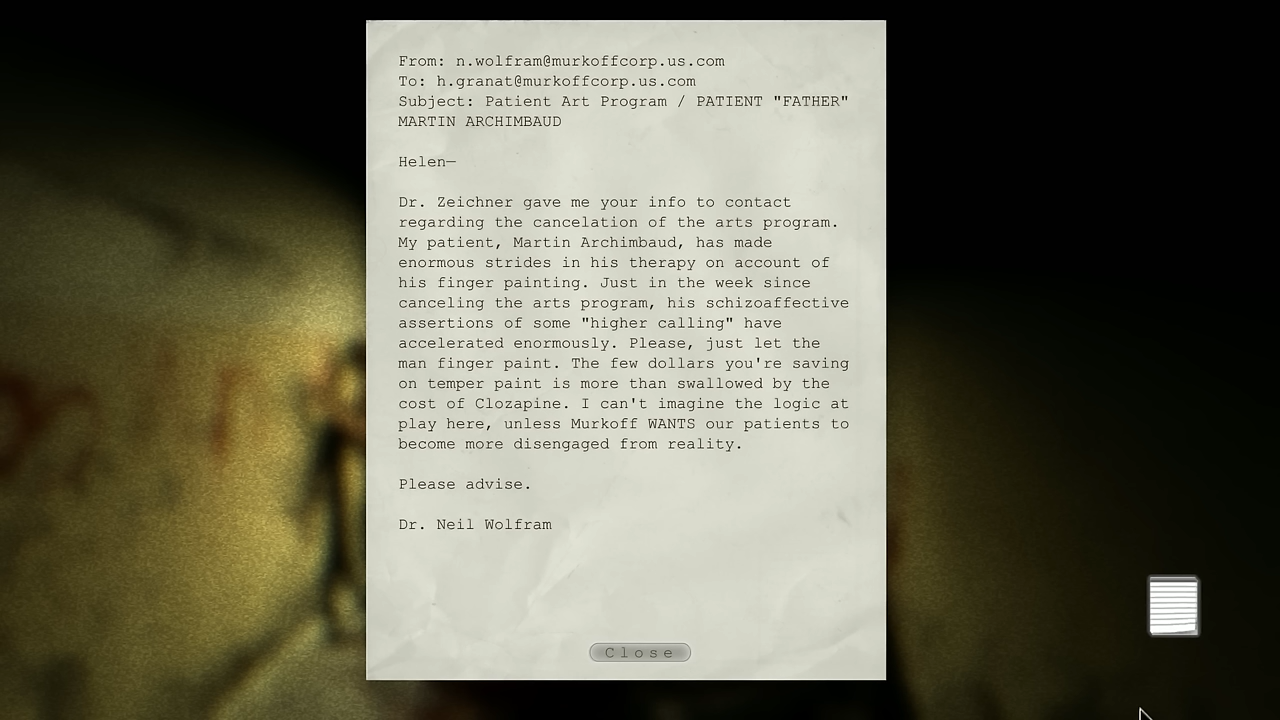 From: n.wolfram@murkoffcorp.us.com
To: h.granat@murkoffcorp.us.com
Subject: Patient Art Program / PATIENT "FATHER"
MARTIN ARCHIMBAUD
Helen—
Dr. Zeichner gave me your info to contact
regarding the cancelation of the arts program.
My patient, Martin Archimbaud, has made
enormous strides in his therapy on account of
his finger painting. Just in the week since
canceling the arts program, his schizoaffective
assertions of some "higher calling" have
accelerated enormously. Please, just let the
man finger paint. The few dollars you're saving
on temper paint is more than swallowed by the
cost of Clozapine. I can't imagine the logic at
play here, unless Murkoff WANTS our patients to
become more disengaged from reality.
Please advise.
Dr. Neil Wolfram
Close